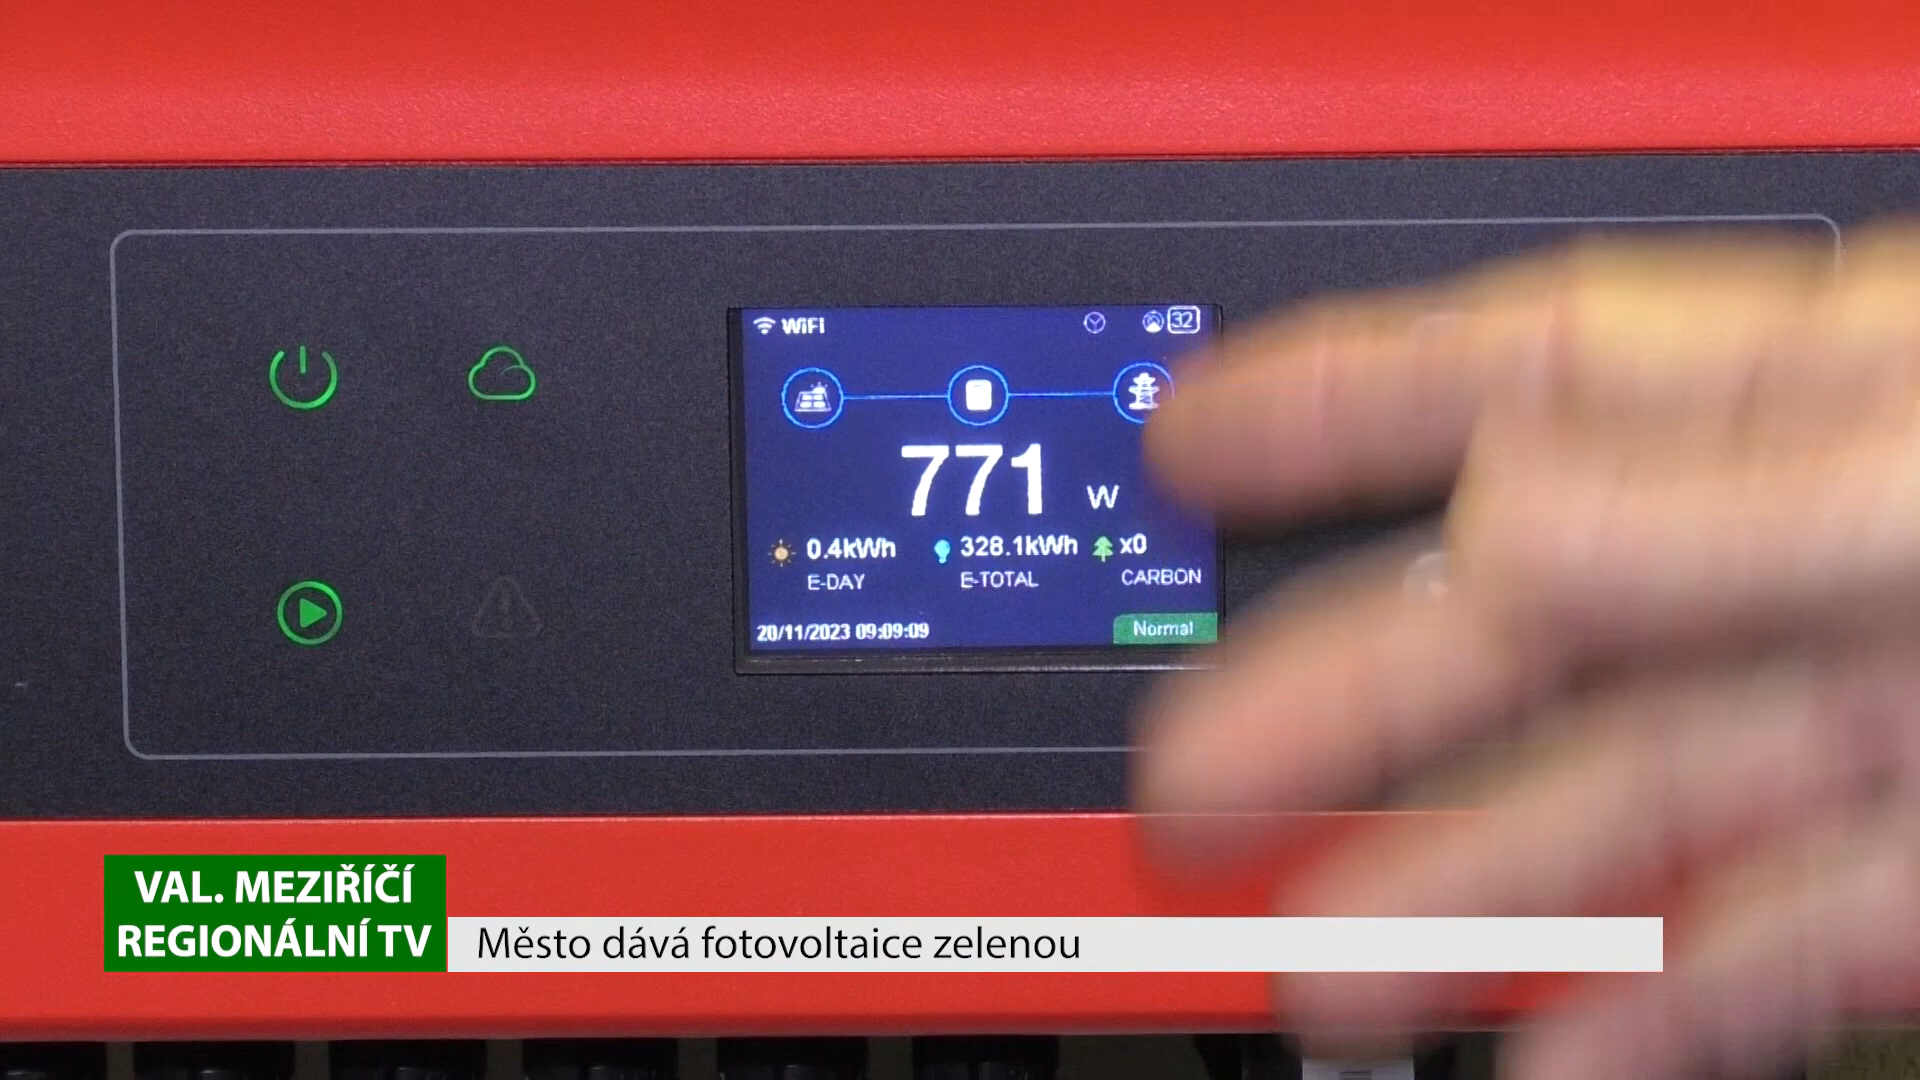 WiFi
32
771 W
0.4kWh 328.1kWh x0
E-DAY E-TOTAL CARBON
20/11/2023 09:09:09 Normal
VAL. MEZIŘÍČÍ
REGIONÁLNÍ TV
Město dává fotovoltaice zelenou